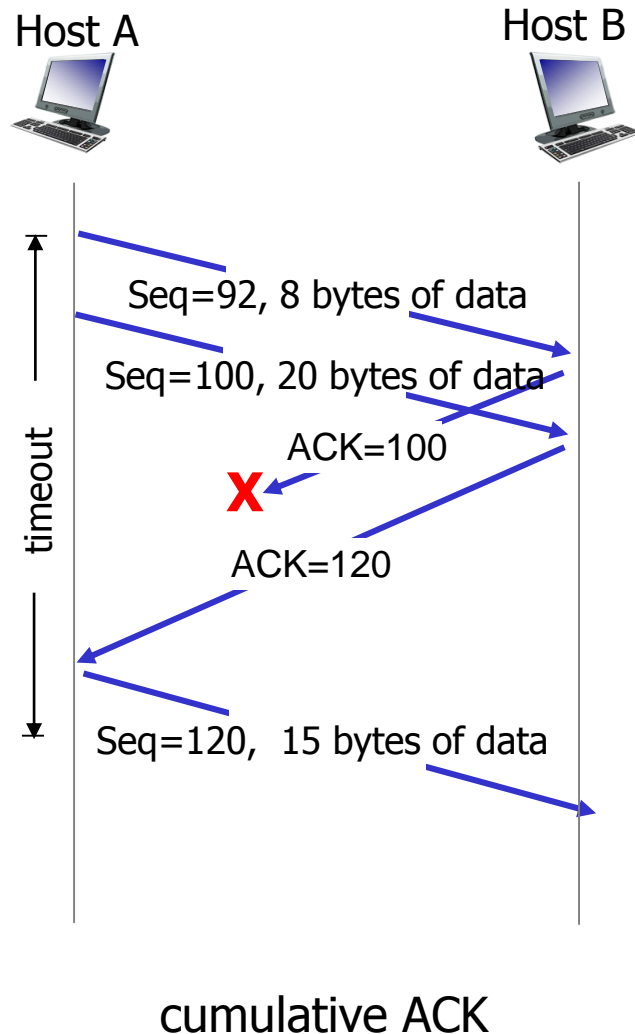 Host A
Host B
Seq=92, 8 bytes of data
Seq=100, 20 bytes of data
ACK=100
X
timeout
ACK=120
Seq=120, 15 bytes of data
cumulative ACK